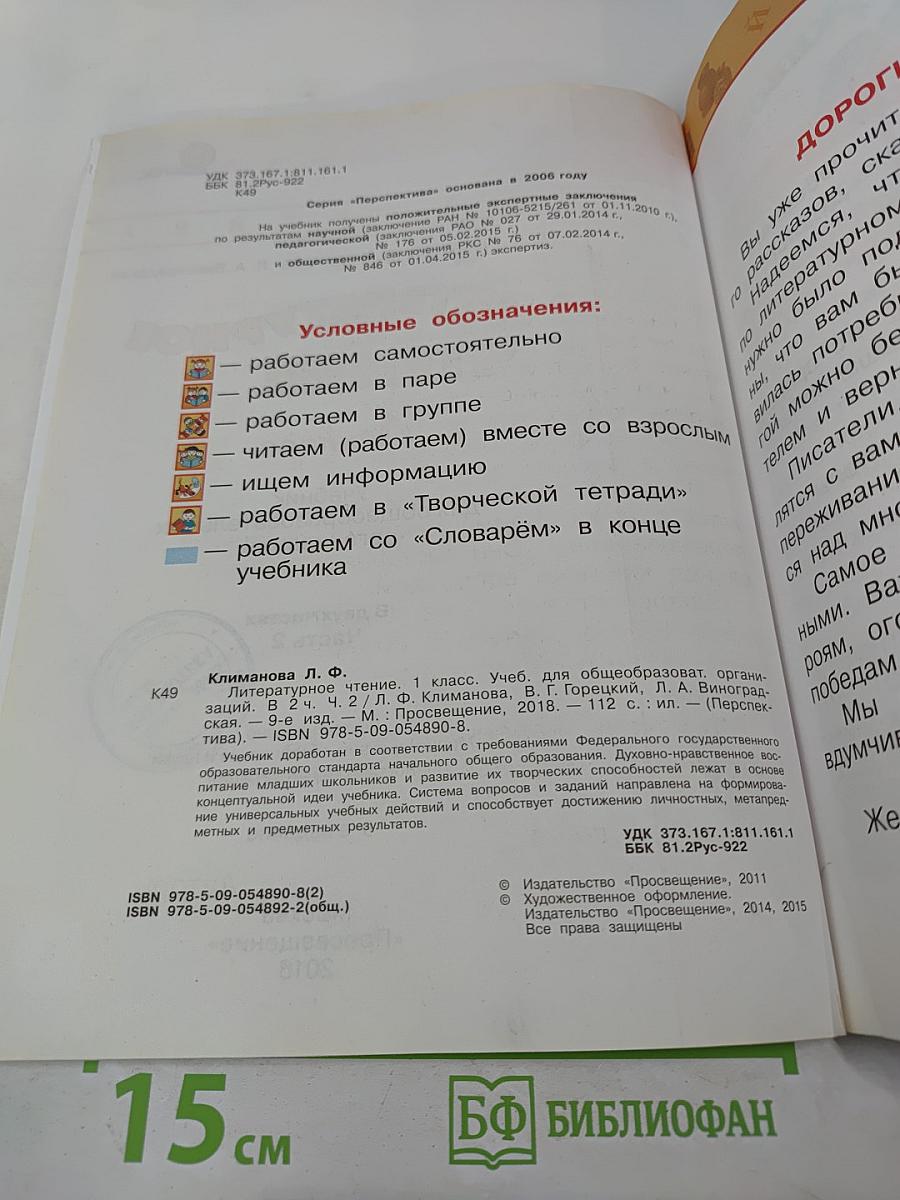 УДК 373.167.1:811.161.1
ББК 81.2Рус-922
К49
Серия «Перспектива» основана в 2006 году
На учебник получены положительные экспертные заключения
по результатам научной (заключение РАН № 10106-5215/261 от 01.11.2010 г.),
педагогической (заключения РАО № 027 от 29.01.2014 г.,
№ 176 от 05.02.2015 г.)
и общественной (заключения РКС № 76 от 07.02.2014 г.,
№ 846 от 01.04.2015 г.) экспертиз.
Условные обозначения:
— работаем самостоятельно
— работаем в паре
— работаем в группе
— читаем (работаем) вместе со взрослым
— ищем информацию
— работаем в «Творческой тетради»
— работаем со «Словарём» в конце
учебника
Климанова Л. Ф.
К49 Литературное чтение. 1 класс. Учеб. для общеобразоват. органи-
заций. В 2 ч. Ч. 2 / Л. Ф. Климанова, В. Г. Горецкий, Л. А. Виноград-
ская. — 9-е изд. — М. : Просвещение, 2018. — 112 с. : ил. — (Перспек-
тива). — ISBN 978-5-09-054890-8.
Учебник доработан в соответствии с требованиями Федерального государственного
образовательного стандарта начального общего образования. Духовно-нравственное вос-
питание младших школьников и развитие их творческих способностей лежат в основе
концептуальной идеи учебника. Система вопросов и заданий направлена на формирова-
ние универсальных учебных действий и способствует достижению личностных, метапред-
метных и предметных результатов.
УДК 373.167.1:811.161.1
ББК 81.2Рус-922
ISBN 978-5-09-054890-8(2)
ISBN 978-5-09-054892-2(общ.)
© Издательство «Просвещение», 2011
© Художественное оформление.
Издательство «Просвещение», 2014, 2015
Все права защищены
ДОРОГИ
Вы уже прочит
го рассказов, ска
Надеемся, чт
по литературном
нужно было под
ны, что вам бы
вилась потребн
гой можно бе
телем и верн
Писатели,
лятся с вам
переживани
ся над мно
Самое
ными. Ва
роям, ого
победам
Мы
вдумчив
Же
15 см
БФ БИБЛИОФАН